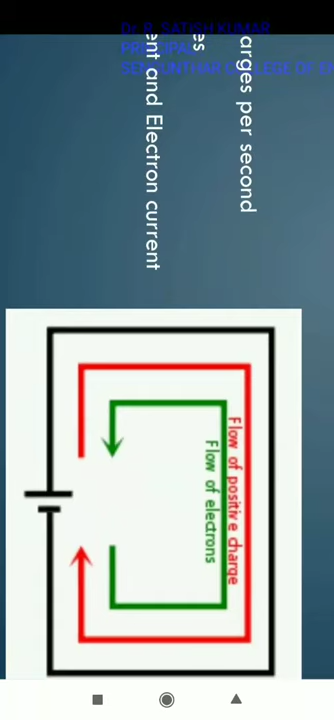 Dr. R. SATISH KUMAR
PRINCIPAL
arges per second
es
ent and Electron current
Flow of positive charge
Flow of electrons